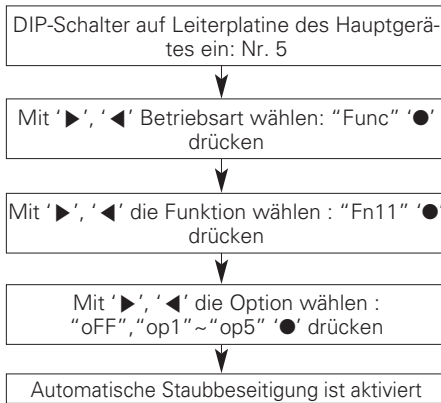 DIP-Schalter auf Leiterplatine des Hauptgerä-
tes ein: Nr. 5
Mit ‘▶’, ‘◀’ Betriebsart wählen: “Func” ‘●’
drücken
Mit ‘▶’, ‘◀’ die Funktion wählen : “Fn11” ‘●’
drücken
Mit ‘▶’, ‘◀’ die Option wählen :
“oFF”,“op1”~“op5” ‘●’ drücken
Automatische Staubbeseitigung ist aktiviert